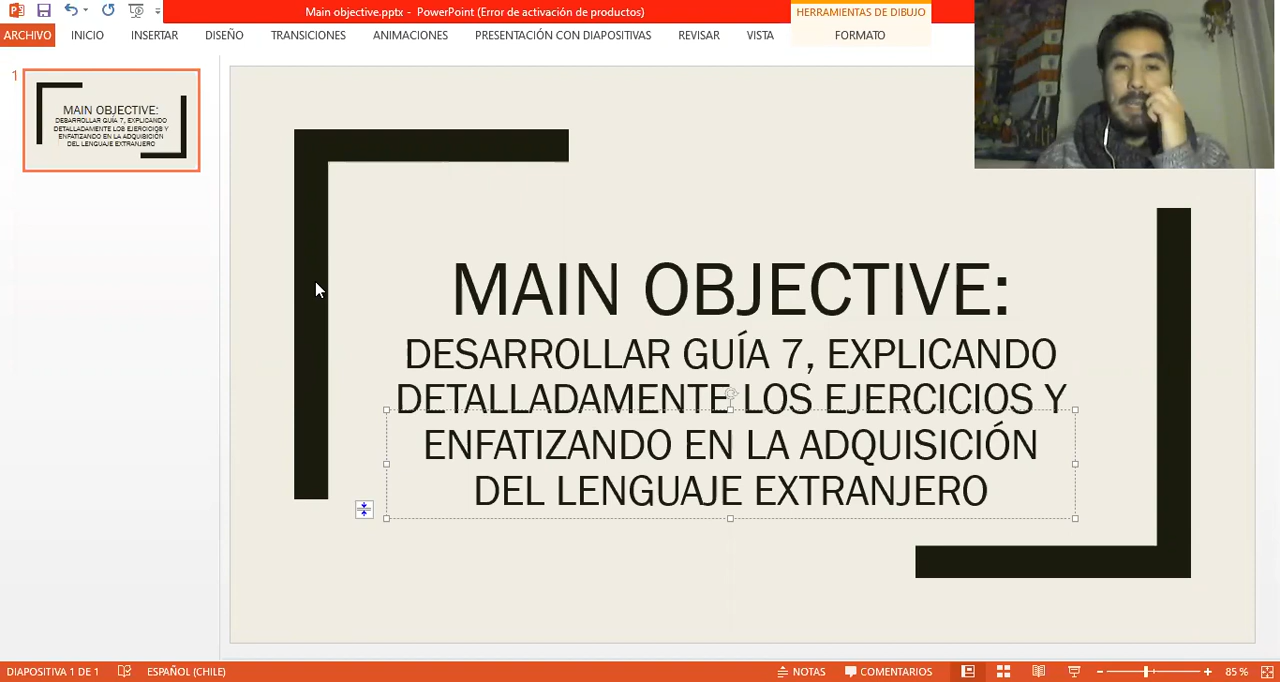 Main objective.pptx - PowerPoint (Error de activación de productos)
HERRAMIENTAS DE DIBUJO
ARCHIVO INICIO INSERTAR DISEÑO TRANSICIONES ANIMACIONES PRESENTACIÓN CON DIAPOSITIVAS REVISAR VISTA FORMATO
1
MAIN OBJECTIVE:
DESARROLLAR GUÍA 7, EXPLICANDO
DETALLADAMENTE LOS EJERCICIOS Y
ENFATIZANDO EN LA ADQUISICIÓN
DEL LENGUAJE EXTRANJERO
MAIN OBJECTIVE:
DESARROLLAR GUÍA 7, EXPLICANDO
DETALLADAMENTE LOS EJERCICIOS Y
ENFATIZANDO EN LA ADQUISICIÓN
DEL LENGUAJE EXTRANJERO
DIAPOSITIVA 1 DE 1 ESPAÑOL (CHILE) NOTAS COMENTARIOS 85 %